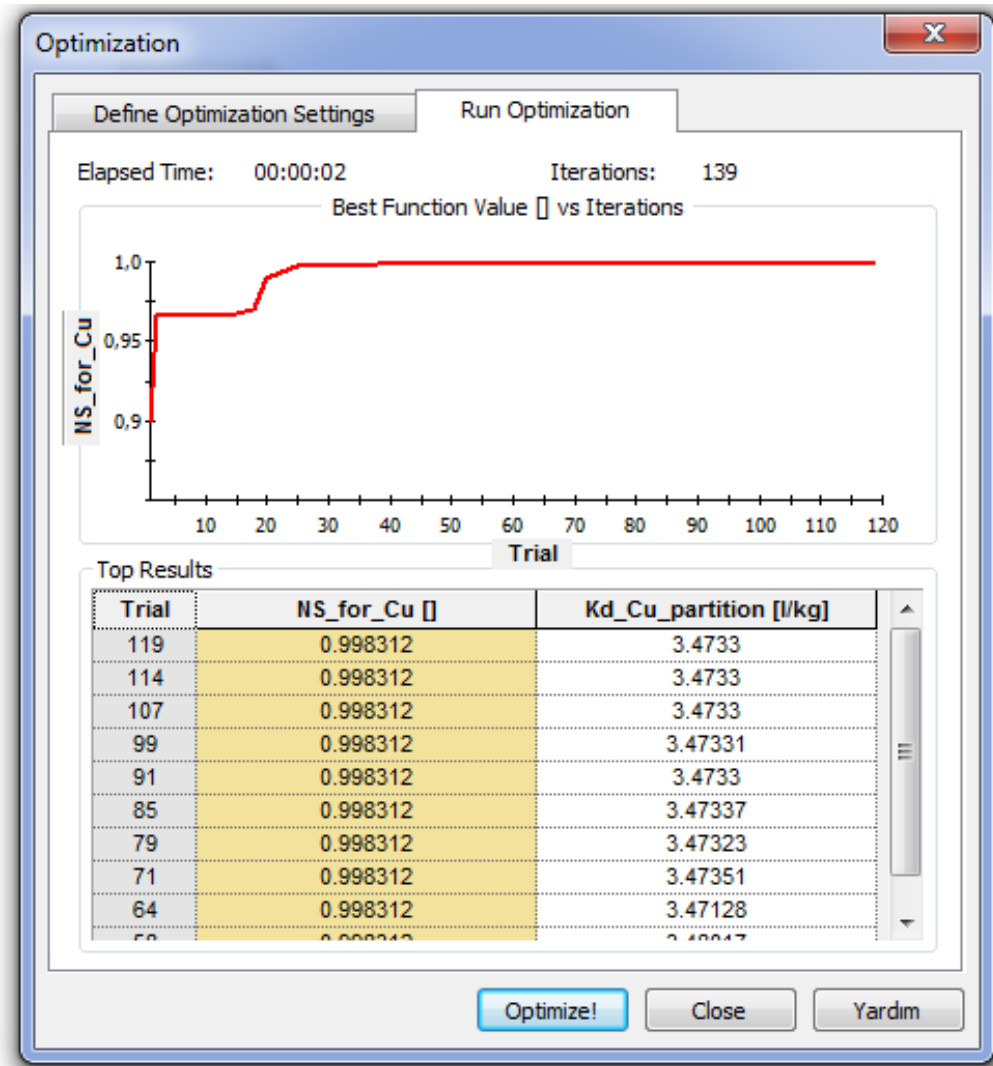 Optimization
Define Optimization Settings Run Optimization
Elapsed Time: 00:00:02 Iterations: 139
Best Function Value [] vs Iterations
1,0
0,95
0,9
NS_for_Cu
10 20 30 40 50 60 70 80 90 100 110 120
Trial
Top Results
Trial NS_for_Cu [] Kd_Cu_partition [l/kg]
119 0.998312 3.4733
114 0.998312 3.4733
107 0.998312 3.4733
99 0.998312 3.47331
91 0.998312 3.4733
85 0.998312 3.47337
79 0.998312 3.47323
71 0.998312 3.47351
64 0.998312 3.47128
Optimize! Close Yardım